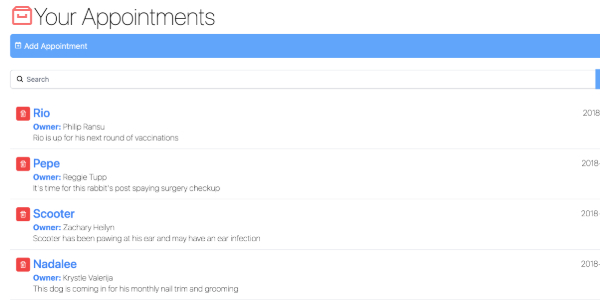 Your Appointments
Add Appointment
Search
Rio 2018
Owner: Philip Ransu
Rio is up for his next round of vaccinations
Pepe 2018-
Owner: Reggie Tupp
It's time for this rabbit's post spaying surgery checkup
Scooter 2018-
Owner: Zachary Heilyn
Scooter has been pawing at his ear and may have an ear infection
Nadalee 2018-
Owner: Krystle Valerija
This dog is coming in for his monthly nail trim and grooming